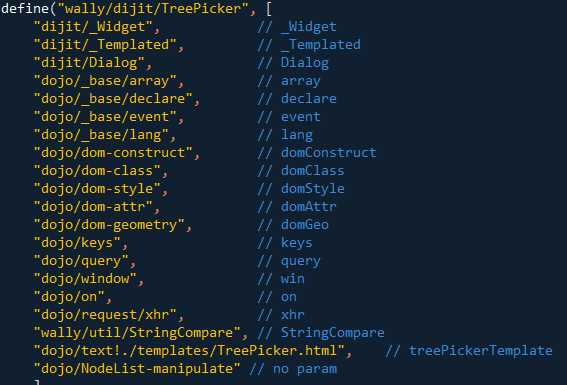 define("wally/dijit/TreePicker", [
"dijit/_Widget", // _Widget
"dijit/_Templated", // _Templated
"dijit/Dialog", // Dialog
"dojo/_base/array", // array
"dojo/_base/declare", // declare
"dojo/_base/event", // event
"dojo/_base/lang", // lang
"dojo/dom-construct", // domConstruct
"dojo/dom-class", // domClass
"dojo/dom-style", // domStyle
"dojo/dom-attr", // domAttr
"dojo/dom-geometry", // domGeo
"dojo/keys", // keys
"dojo/query", // query
"dojo/window", // win
"dojo/on", // on
"dojo/request/xhr", // xhr
"wally/util/StringCompare", // StringCompare
"dojo/text!./templates/TreePicker.html", // treePickerTemplate
"dojo/NodeList-manipulate" // no param